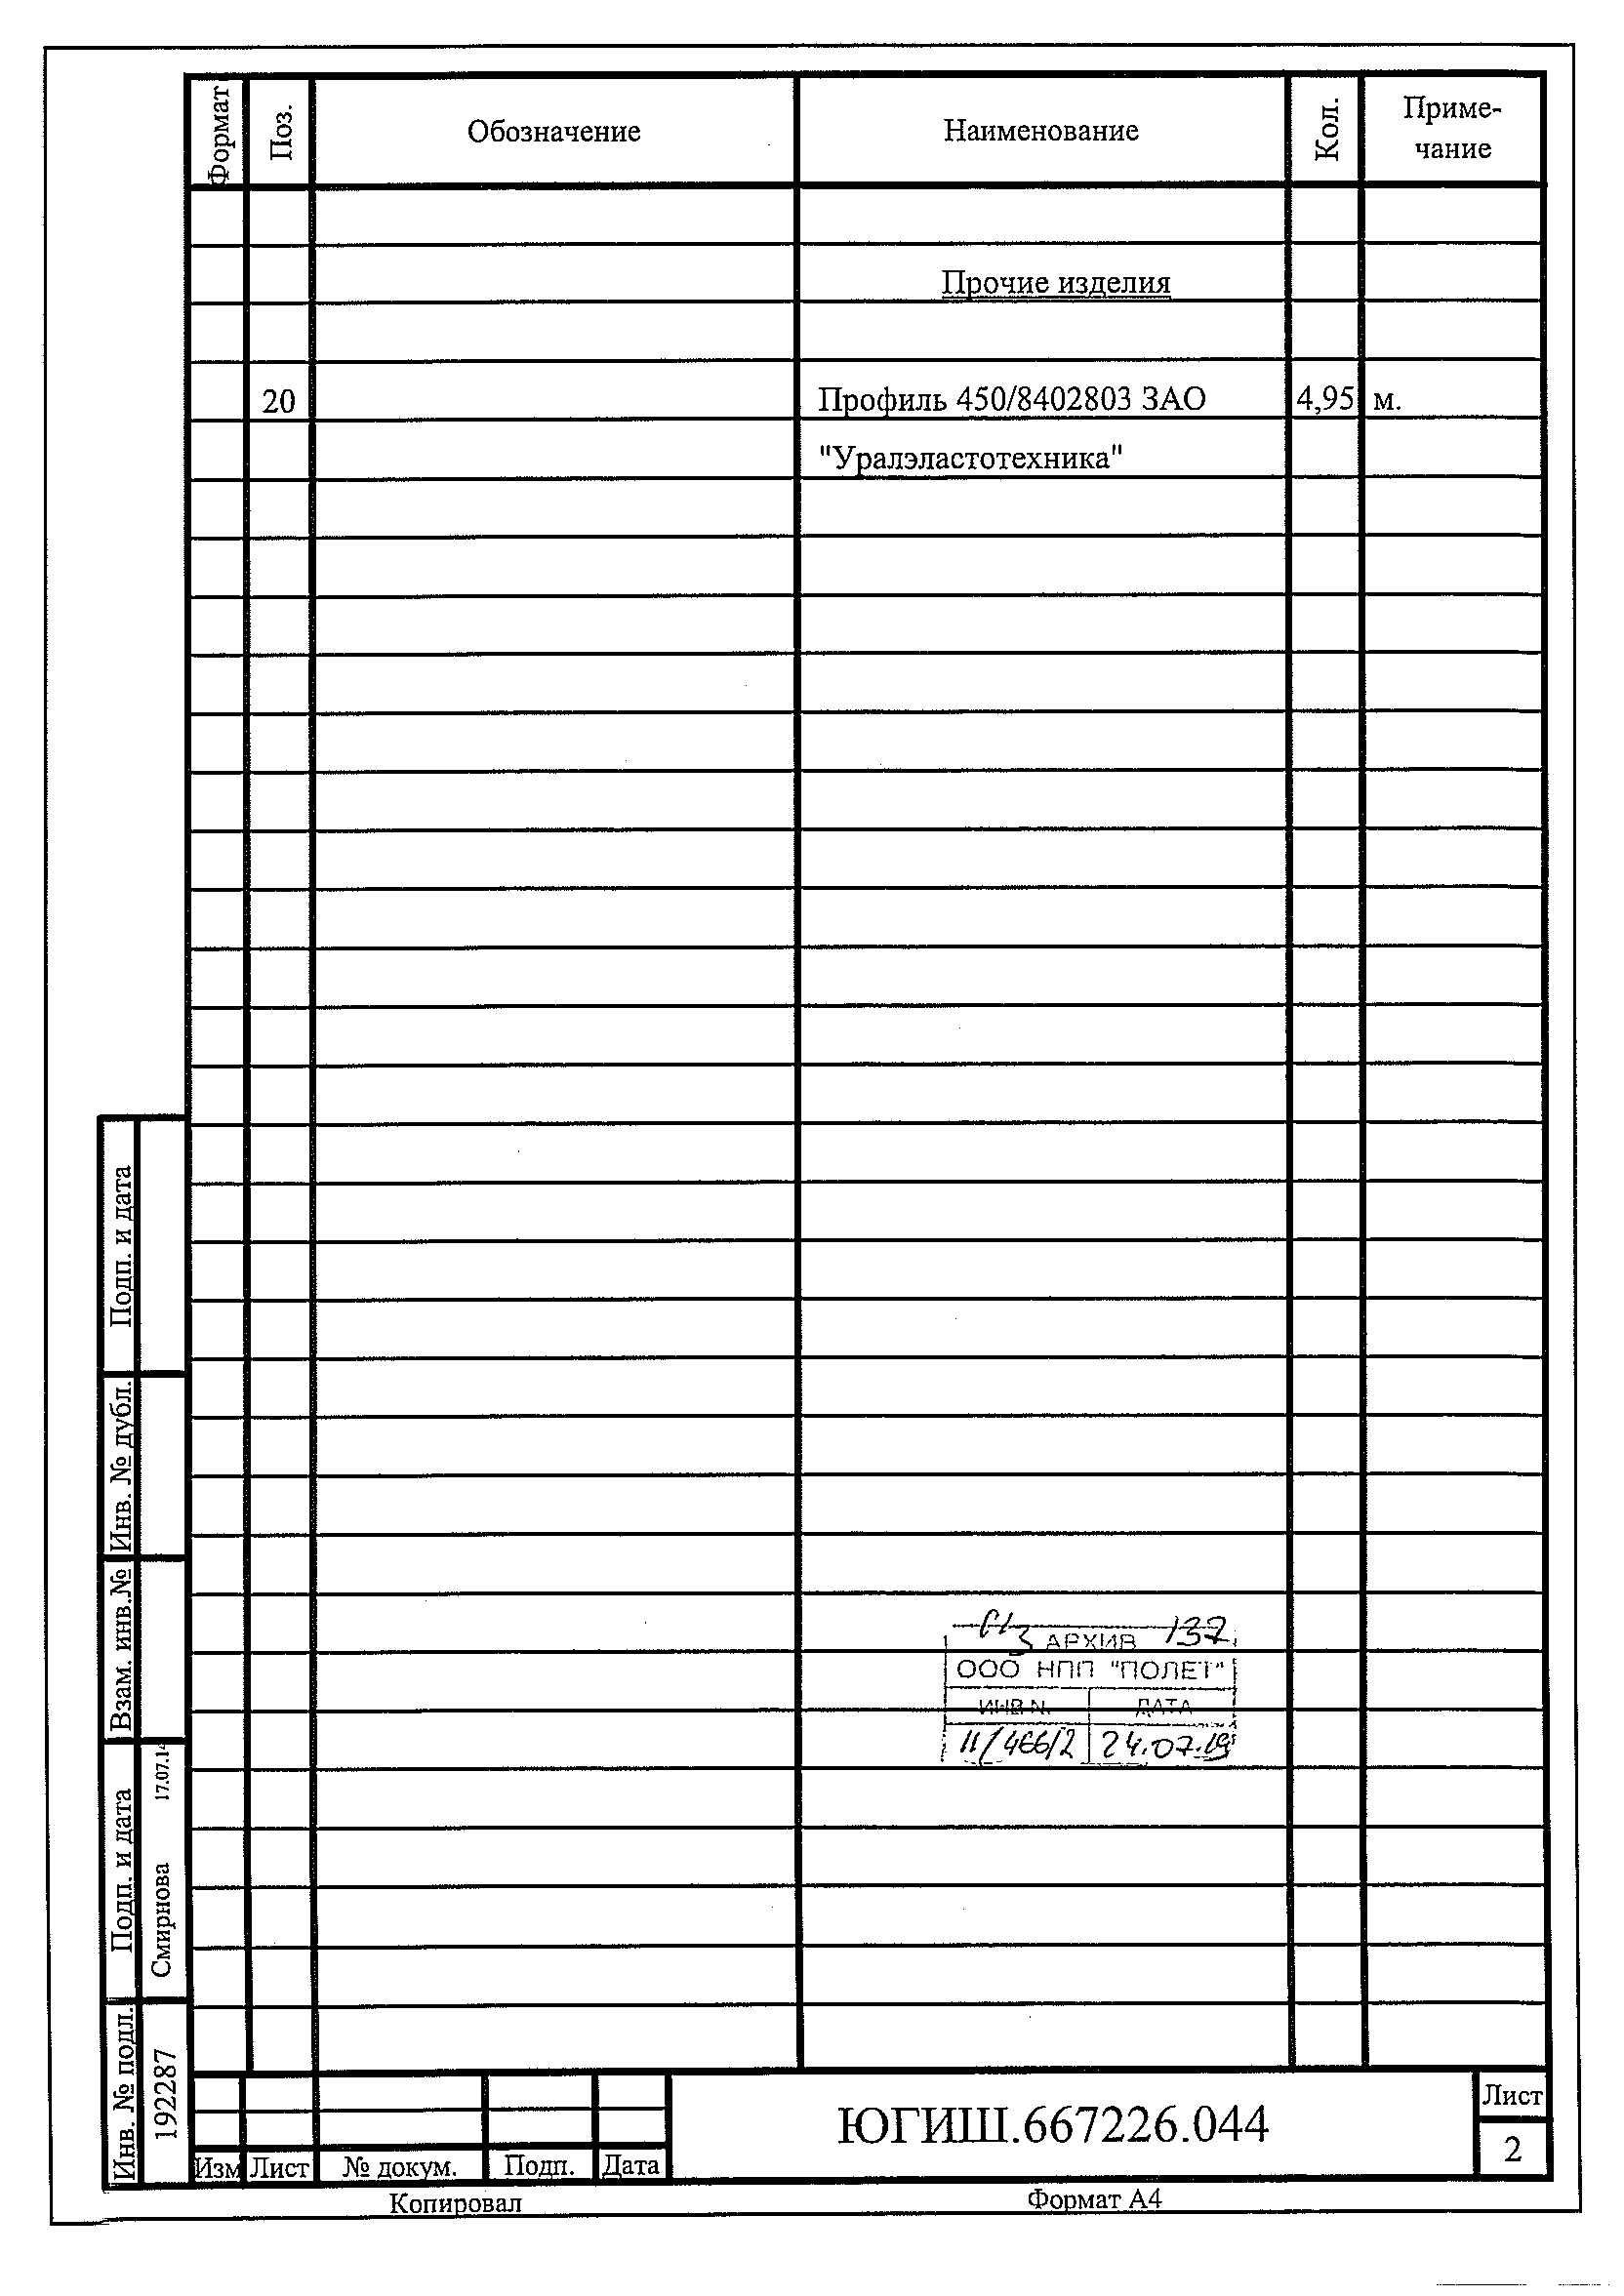 Формат Поз. Обозначение Наименование Кол. Приме-
чание
Прочие изделия
20 Профиль 450/8402803 ЗАО 4,95 м.
"Уралэластотехника"
АРХИВ 137
ООО НПП "ПОЛЕТ"
ИНВ N. ДАТА
11/466/2 24.07.19
Подп. и дата
Инв. № дубл.
Взам. инв.№
Подп. и дата
Смирнова 17.07.14
Инв. № подл.
192287
Изм Лист № докум. Подп. Дата
ЮГИШ.667226.044
Лист
2
Копировал Формат А4